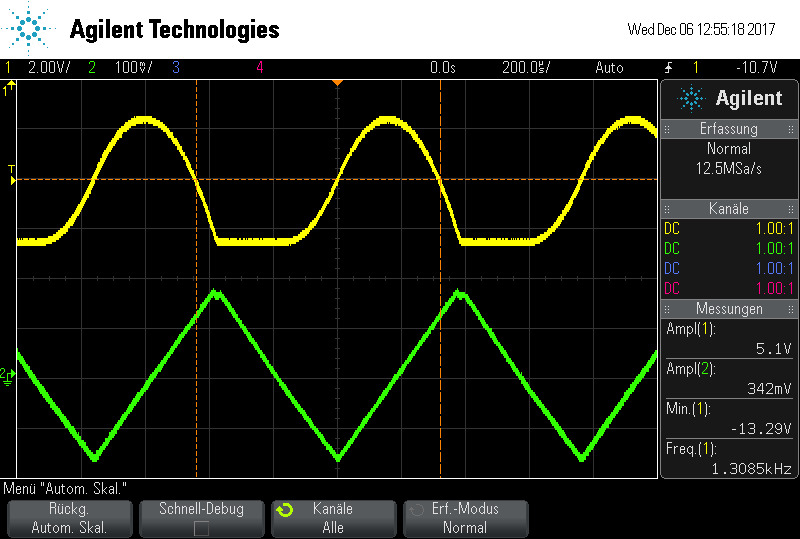 Agilent Technologies
Wed Dec 06 12:55:18 2017
1 2.00V/ 2 100mV/ 3 4 0.0s 200.0us/ Auto 1 -10.7V
1
T
2
Agilent
Erfassung
Normal
12.5MSa/s
Kanäle
DC 1.00:1
DC 1.00:1
DC 1.00:1
DC 1.00:1
Messungen
Ampl(1):
5.1V
Ampl(2):
342mV
Min.(1):
-13.29V
Freq.(1):
1.3085kHz
Menü "Autom. Skal."
Rückg.
Autom. Skal.
Schnell-Debug
Kanäle
Alle
Erf.-Modus
Normal